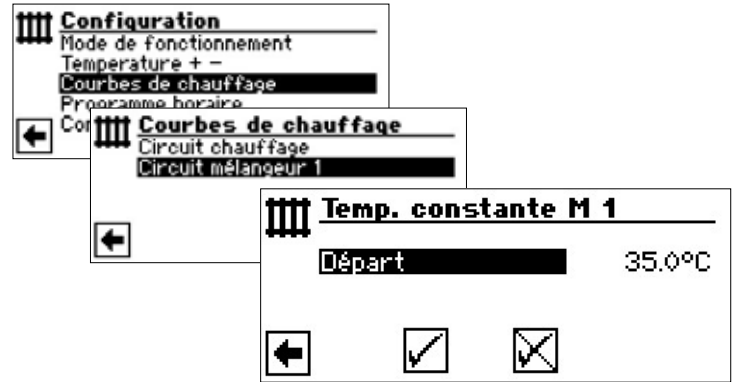 Configuration
Mode de fonctionnement
Temperature + -
Courbes de chauffage
Programme horaire
Courbes de chauffage
Circuit chauffage
Circuit mélangeur 1
Temp. constante M 1
Départ 35.0°C